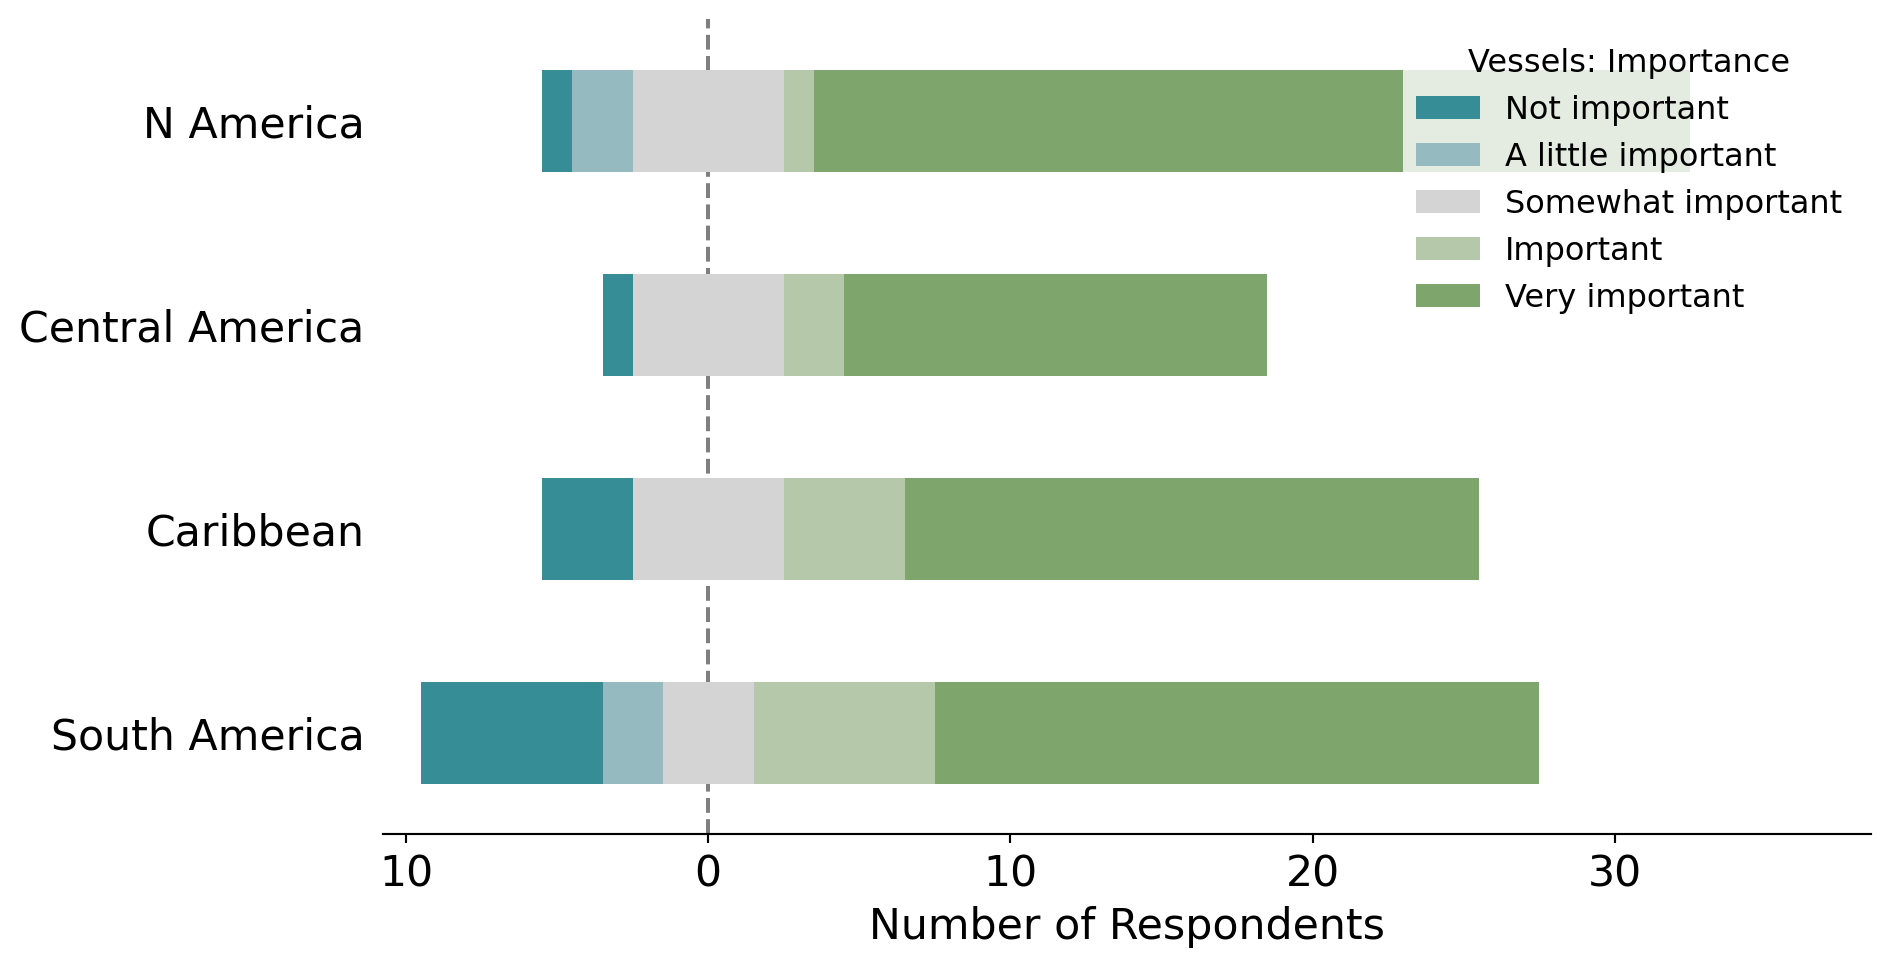 Vessels: Importance
Not important
A little important
Somewhat important
Important
Very important
N America
Central America
Caribbean
South America
10 0 10 20 30
Number of Respondents